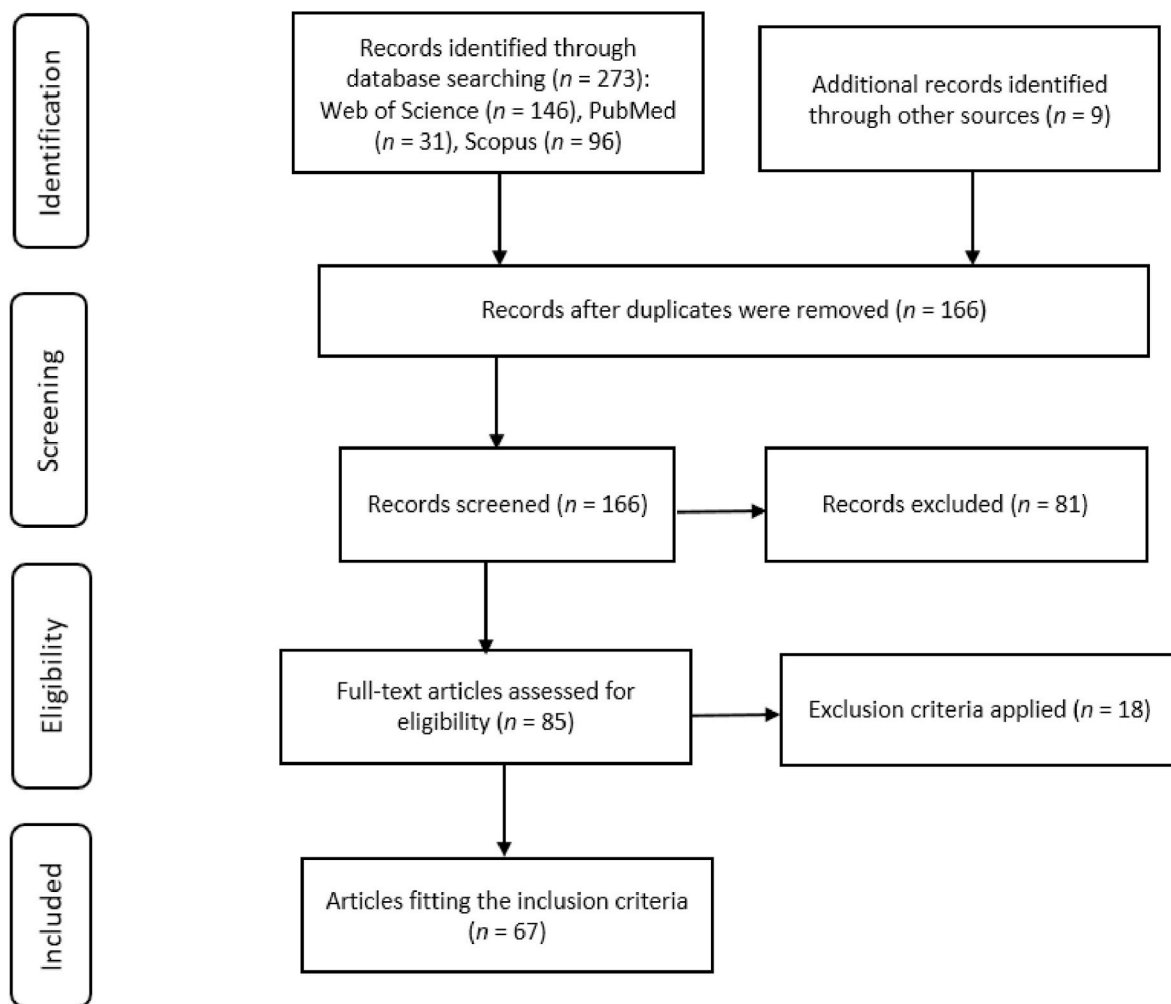 Identification
Records identified through
database searching (n = 273):
Web of Science (n = 146), PubMed
(n = 31), Scopus (n = 96)
Additional records identified
through other sources (n = 9)
Records after duplicates were removed (n = 166)
Screening
Records screened (n = 166)
Records excluded (n = 81)
Eligibility
Full-text articles assessed for
eligibility (n = 85)
Exclusion criteria applied (n = 18)
Included
Articles fitting the inclusion criteria
(n = 67)